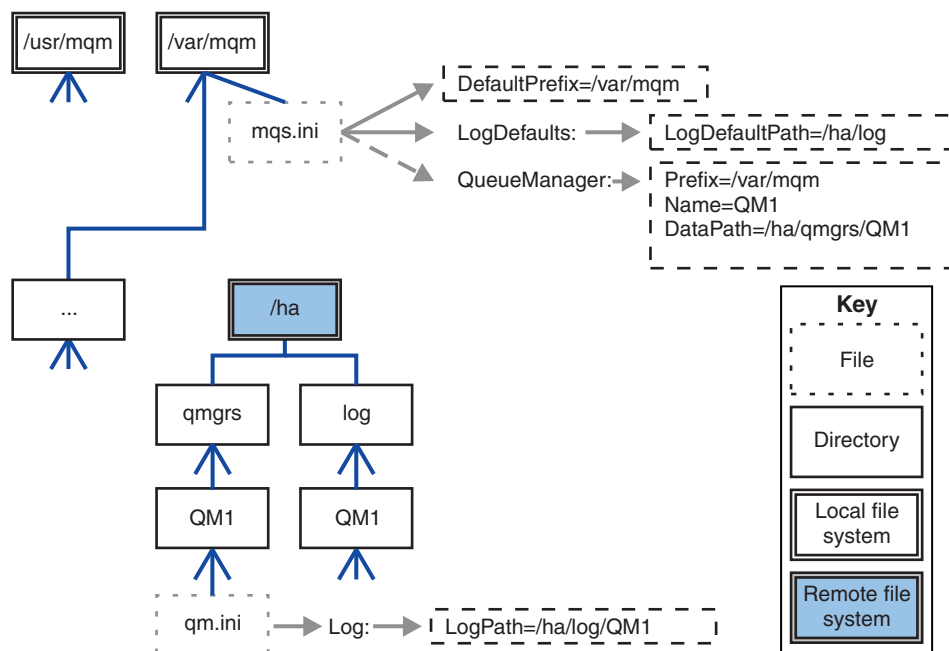 /usr/mqm
/var/mqm
mqs.ini
DefaultPrefix=/var/mqm
LogDefaults:
LogDefaultPath=/ha/log
QueueManager:
Prefix=/var/mqm
Name=QM1
DataPath=/ha/qmgrs/QM1
...
/ha
qmgrs
log
QM1
QM1
qm.ini
Log:
LogPath=/ha/log/QM1
Key
File
Directory
Local file
system
Remote file
system